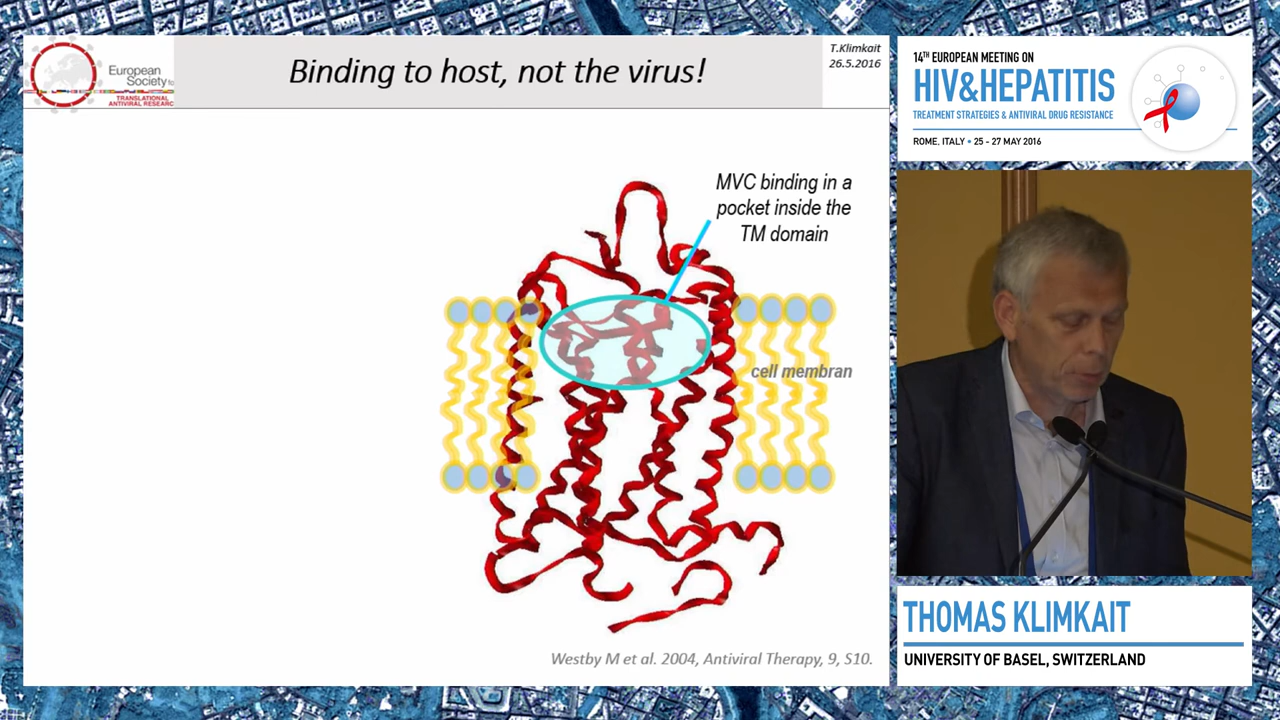 European
Society fo
TRANSLATIONAL
ANTIVIRAL RESEARC
Binding to host, not the virus!
T.Klimkait
26.5.2016
MVC binding in a
pocket inside the
TM domain
cell membran
Westby M et al. 2004, Antiviral Therapy, 9, S10.
14TH EUROPEAN MEETING ON
HIV&HEPATITIS
TREATMENT STRATEGIES & ANTIVIRAL DRUG RESISTANCE
ROME, ITALY • 25 - 27 MAY 2016
THOMAS KLIMKAIT
UNIVERSITY OF BASEL, SWITZERLAND